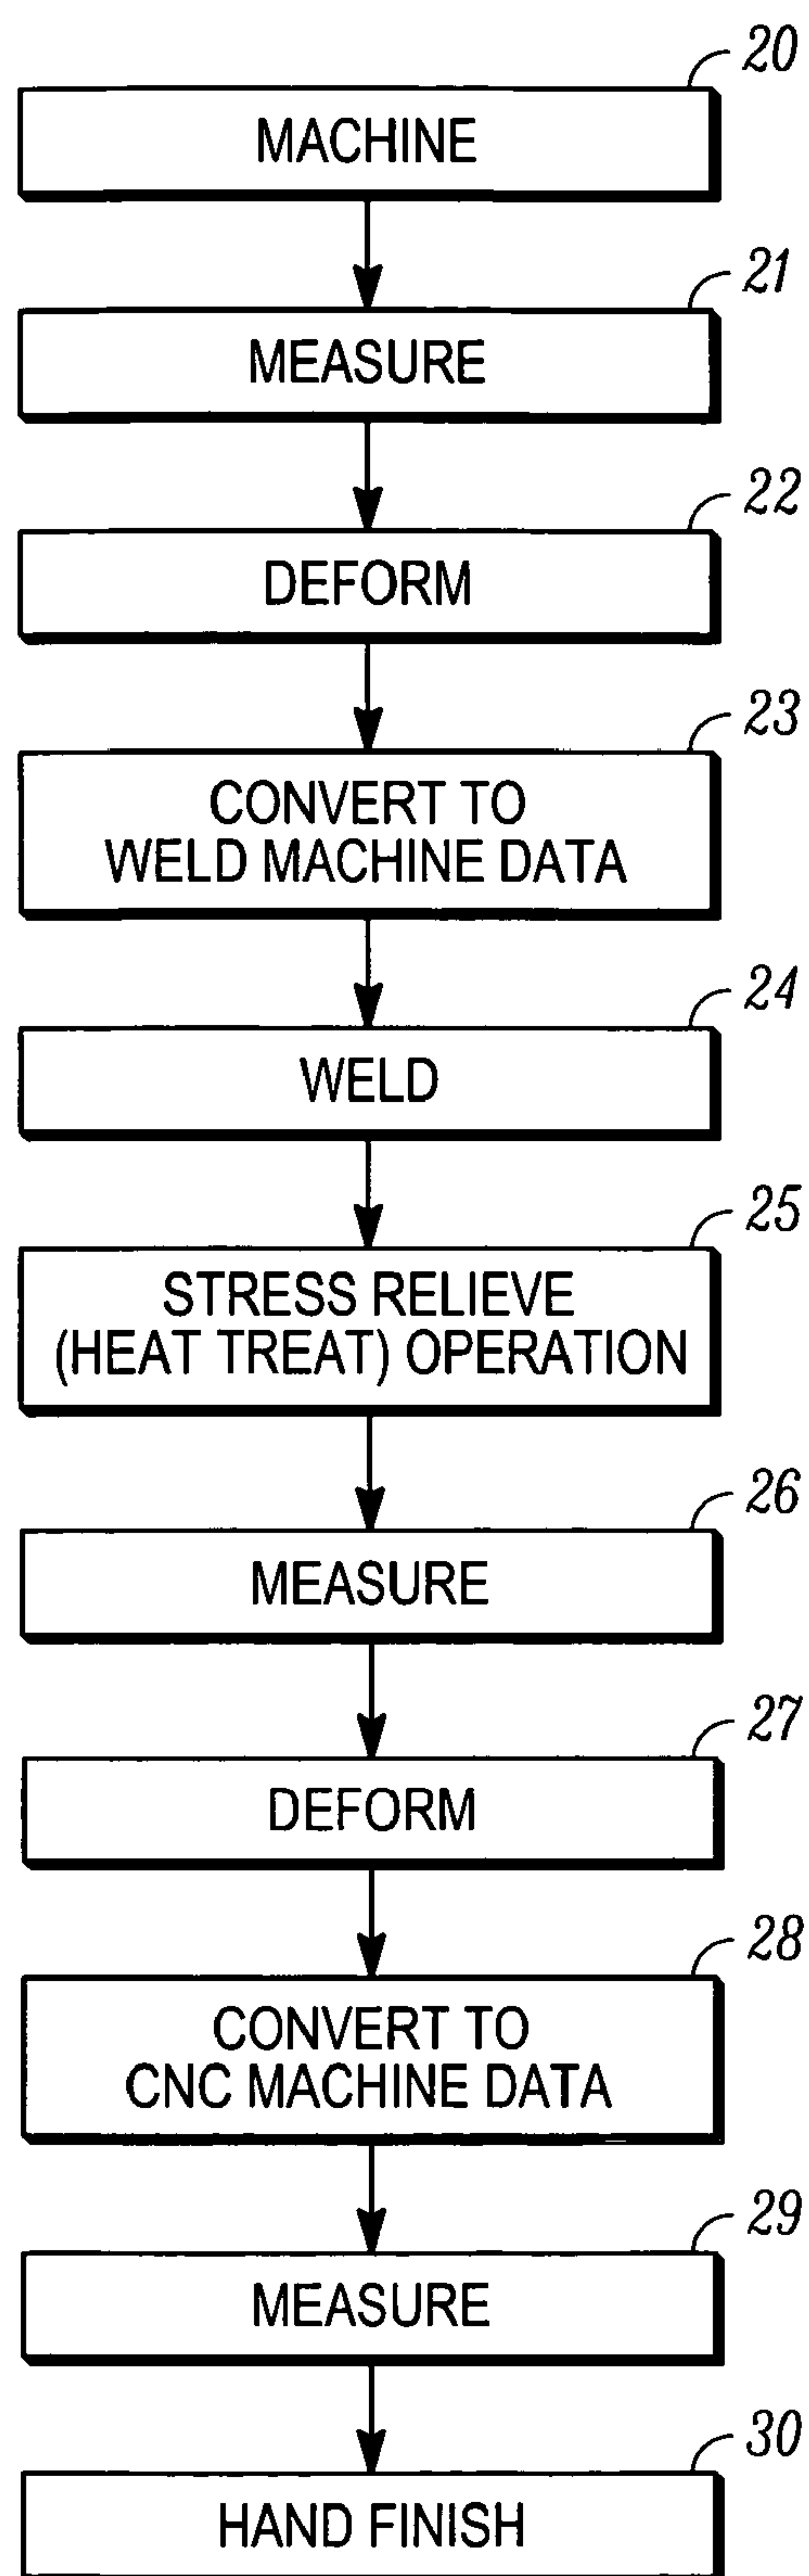 20
MACHINE
21
MEASURE
22
DEFORM
23
CONVERT TO
WELD MACHINE DATA
24
WELD
25
STRESS RELIEVE
(HEAT TREAT) OPERATION
26
MEASURE
27
DEFORM
28
CONVERT TO
CNC MACHINE DATA
29
MEASURE
30
HAND FINISH